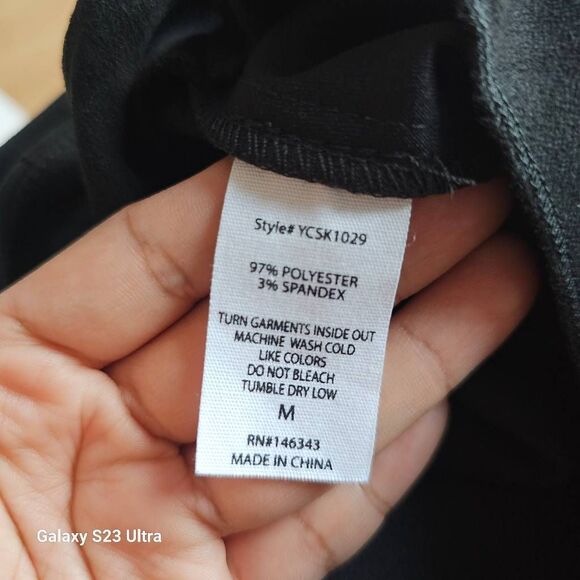 Style# YCSK1029
97% POLYESTER
3% SPANDEX
TURN GARMENTS INSIDE OUT
MACHINE WASH COLD
LIKE COLORS
DO NOT BLEACH
TUMBLE DRY LOW
M
RN#146343
MADE IN CHINA
Galaxy S23 Ultra